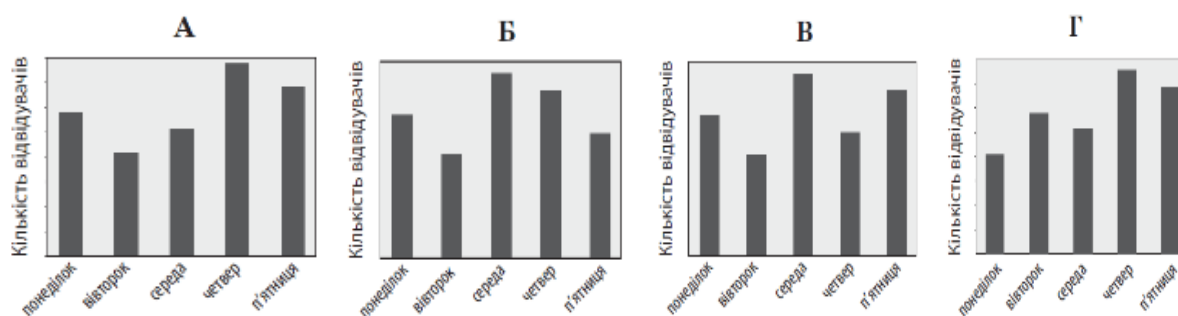 А
Кількість відвідувачів
понеділок
вівторок
середа
четвер
п'ятниця
Б
Кількість відвідувачів
понеділок
вівторок
середа
четвер
п'ятниця
В
Кількість відвідувачів
понеділок
вівторок
середа
четвер
п'ятниця
Г
Кількість відвідувачів
понеділок
вівторок
середа
четвер
п'ятниця